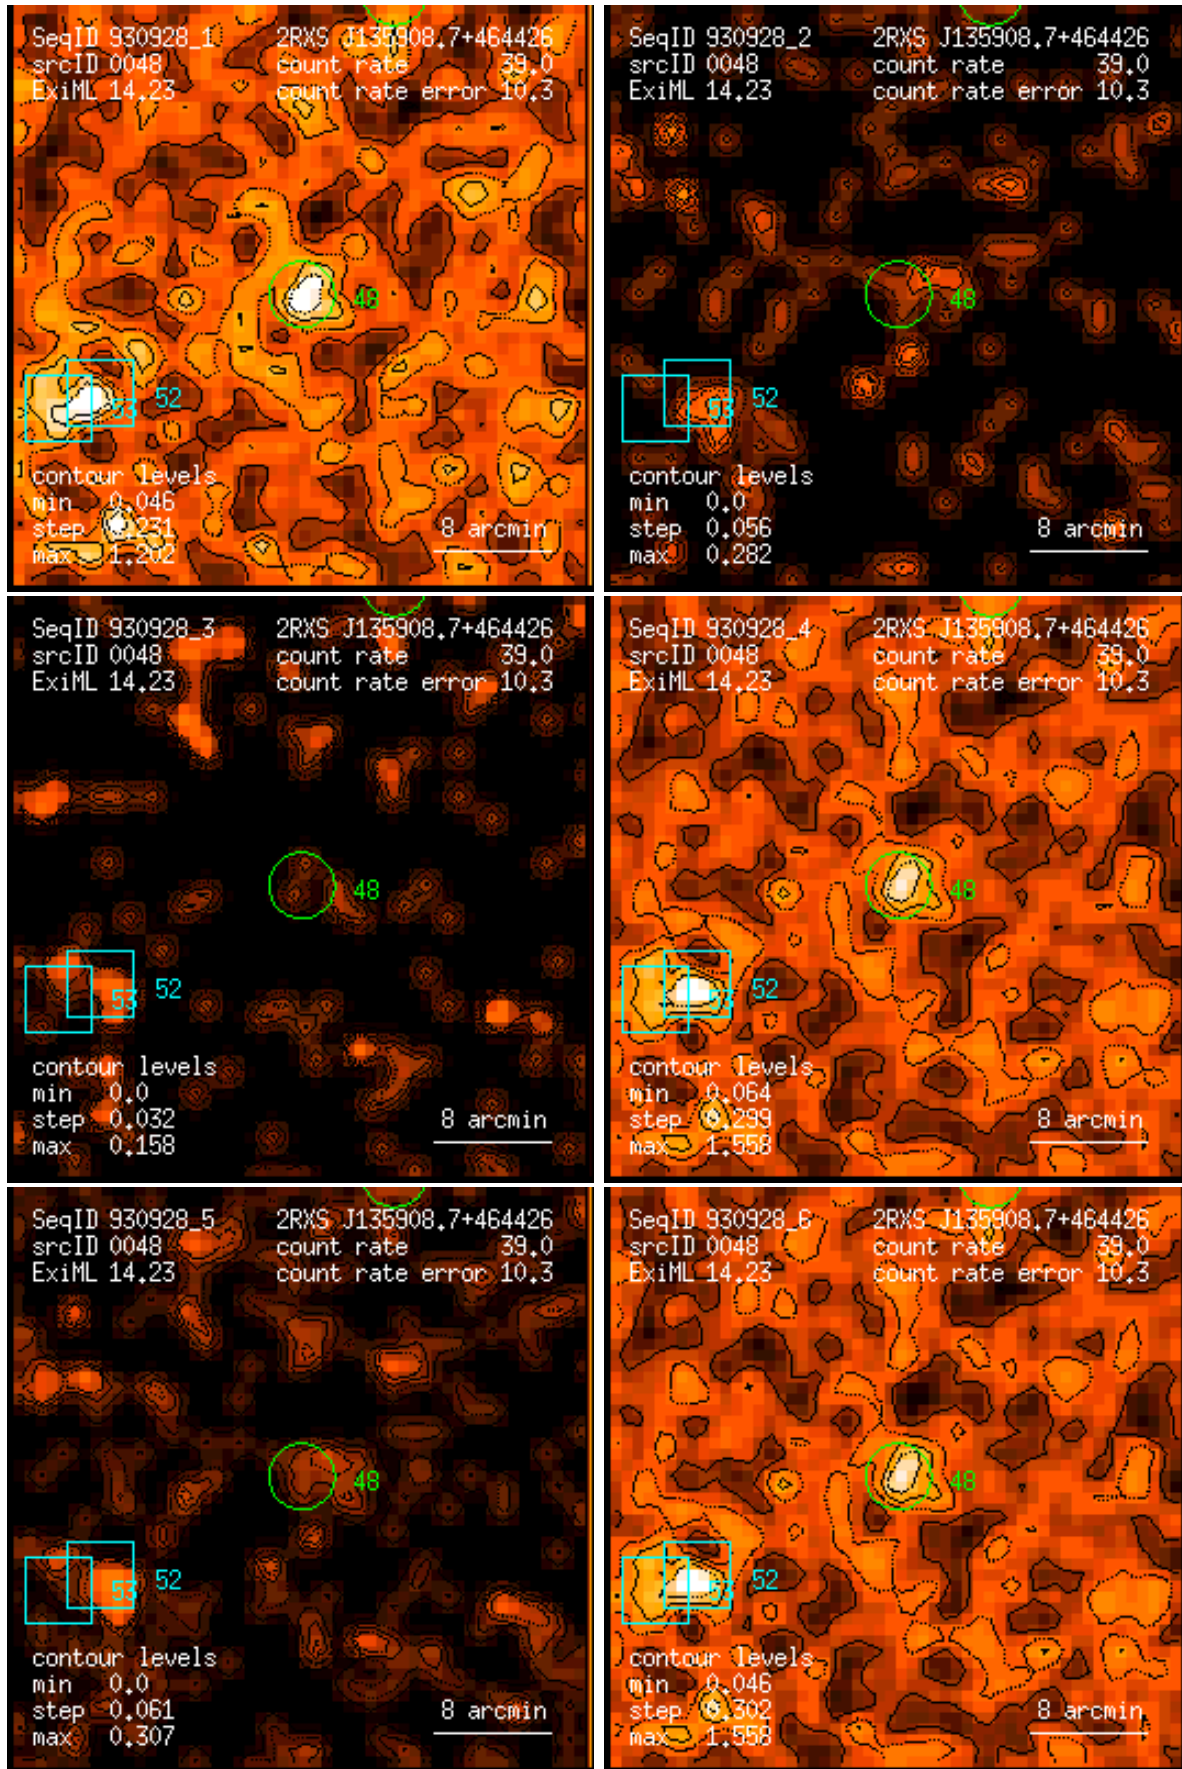 SeqID 930928_1 2RXS J135908.7+464426
srcID 0048 count rate 39.0
ExiML 14.23 count rate error 10.3
48
52
53
contour levels
min 0.046
step 0.231
max 1.202
8 arcmin
SeqID 930928_2 2RXS J135908.7+464426
srcID 0048 count rate 39.0
ExiML 14.23 count rate error 10.3
48
52
53
contour levels
min 0.0
step 0.056
max 0.282
8 arcmin
SeqID 930928_3 2RXS J135908.7+464426
srcID 0048 count rate 39.0
ExiML 14.23 count rate error 10.3
48
52
53
contour levels
min 0.0
step 0.032
max 0.158
8 arcmin
SeqID 930928_4 2RXS J135908.7+464426
srcID 0048 count rate 39.0
ExiML 14.23 count rate error 10.3
48
52
53
contour levels
min 0.064
step 0.299
max 1.558
8 arcmin
SeqID 930928_5 2RXS J135908.7+464426
srcID 0048 count rate 39.0
ExiML 14.23 count rate error 10.3
48
52
53
contour levels
min 0.0
step 0.061
max 0.307
8 arcmin
SeqID 930928_6 2RXS J135908.7+464426
srcID 0048 count rate 39.0
ExiML 14.23 count rate error 10.3
48
52
53
contour levels
min 0.046
step 0.302
max 1.558
8 arcmin